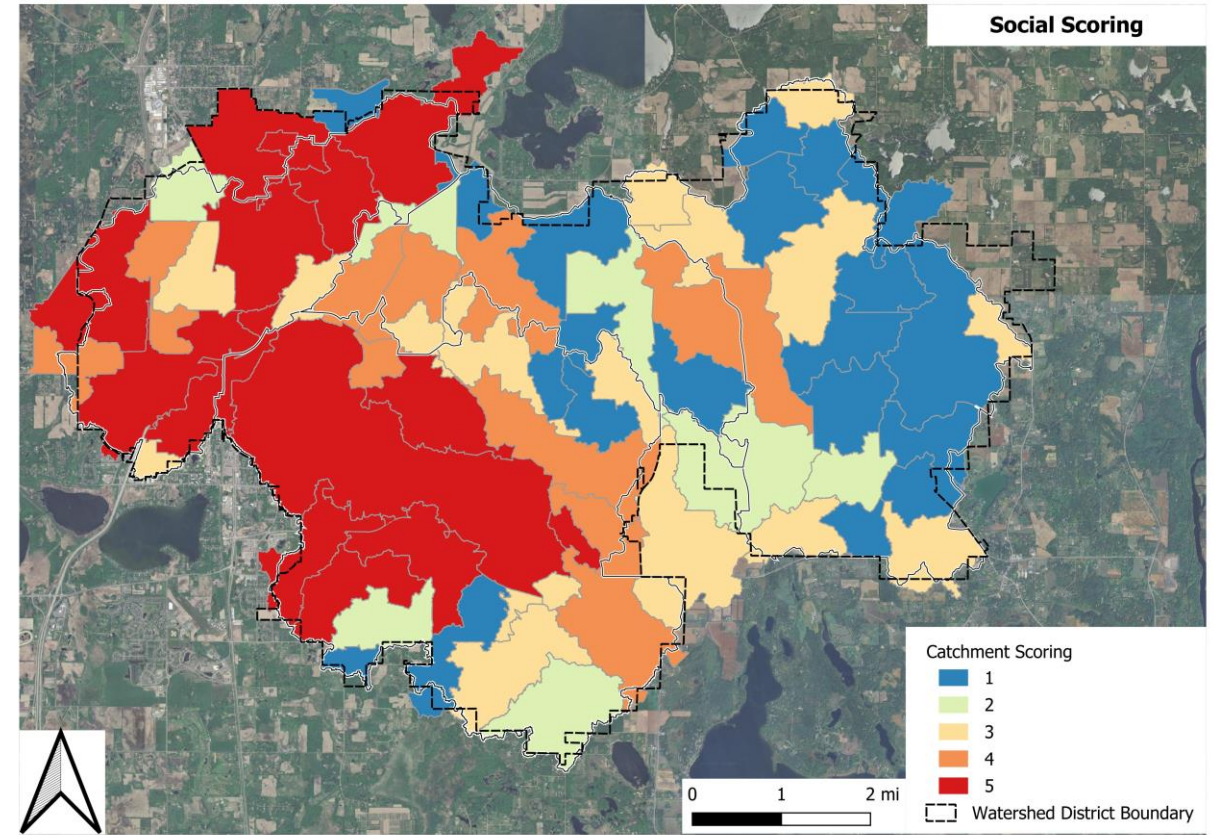 Social Scoring
Catchment Scoring
1
2
3
4
5
Watershed District Boundary
0 1 2 mi